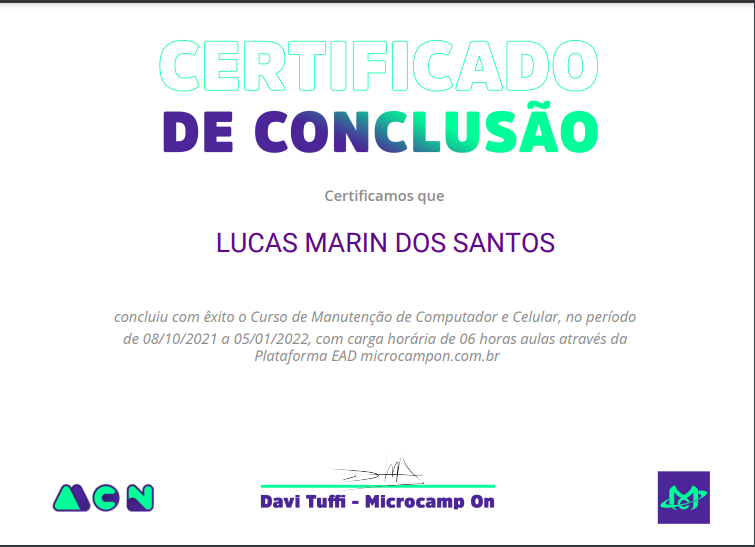 CERTIFICADO
DE CONCLUSÃO
Certificamos que
LUCAS MARIN DOS SANTOS
concluiu com êxito o Curso de Manutenção de Computador e Celular, no período
de 08/10/2021 a 05/01/2022, com carga horária de 06 horas aulas através da
Plataforma EAD microcampon.com.br
MCN
Davi Tuffi - Microcamp On